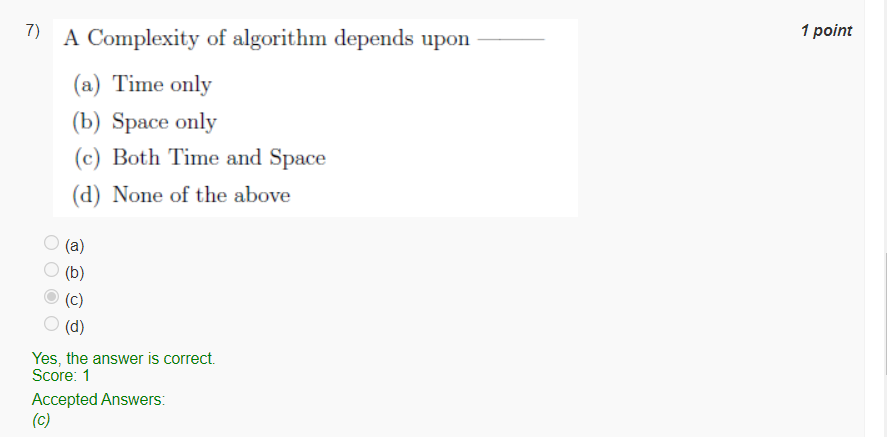 7) A Complexity of algorithm depends upon ——— 1 point
(a) Time only
(b) Space only
(c) Both Time and Space
(d) None of the above
(a)
(b)
(c)
(d)
Yes, the answer is correct.
Score: 1
Accepted Answers:
(c)